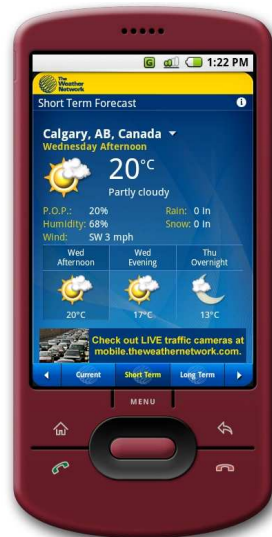 G 1:22 PM
The
Weather
Network
Short Term Forecast i
Calgary, AB, Canada
Wednesday Afternoon
20°C
Partly cloudy
P.O.P.: 20% Rain: 0 In
Humidity: 68% Snow: 0 In
Wind: SW 3 mph
Wed Afternoon Wed Evening Thu Overnight
20°C 17°C 13°C
Check out LIVE traffic cameras at
mobile.theweathernetwork.com.
Current Short Term Long Term
MENU